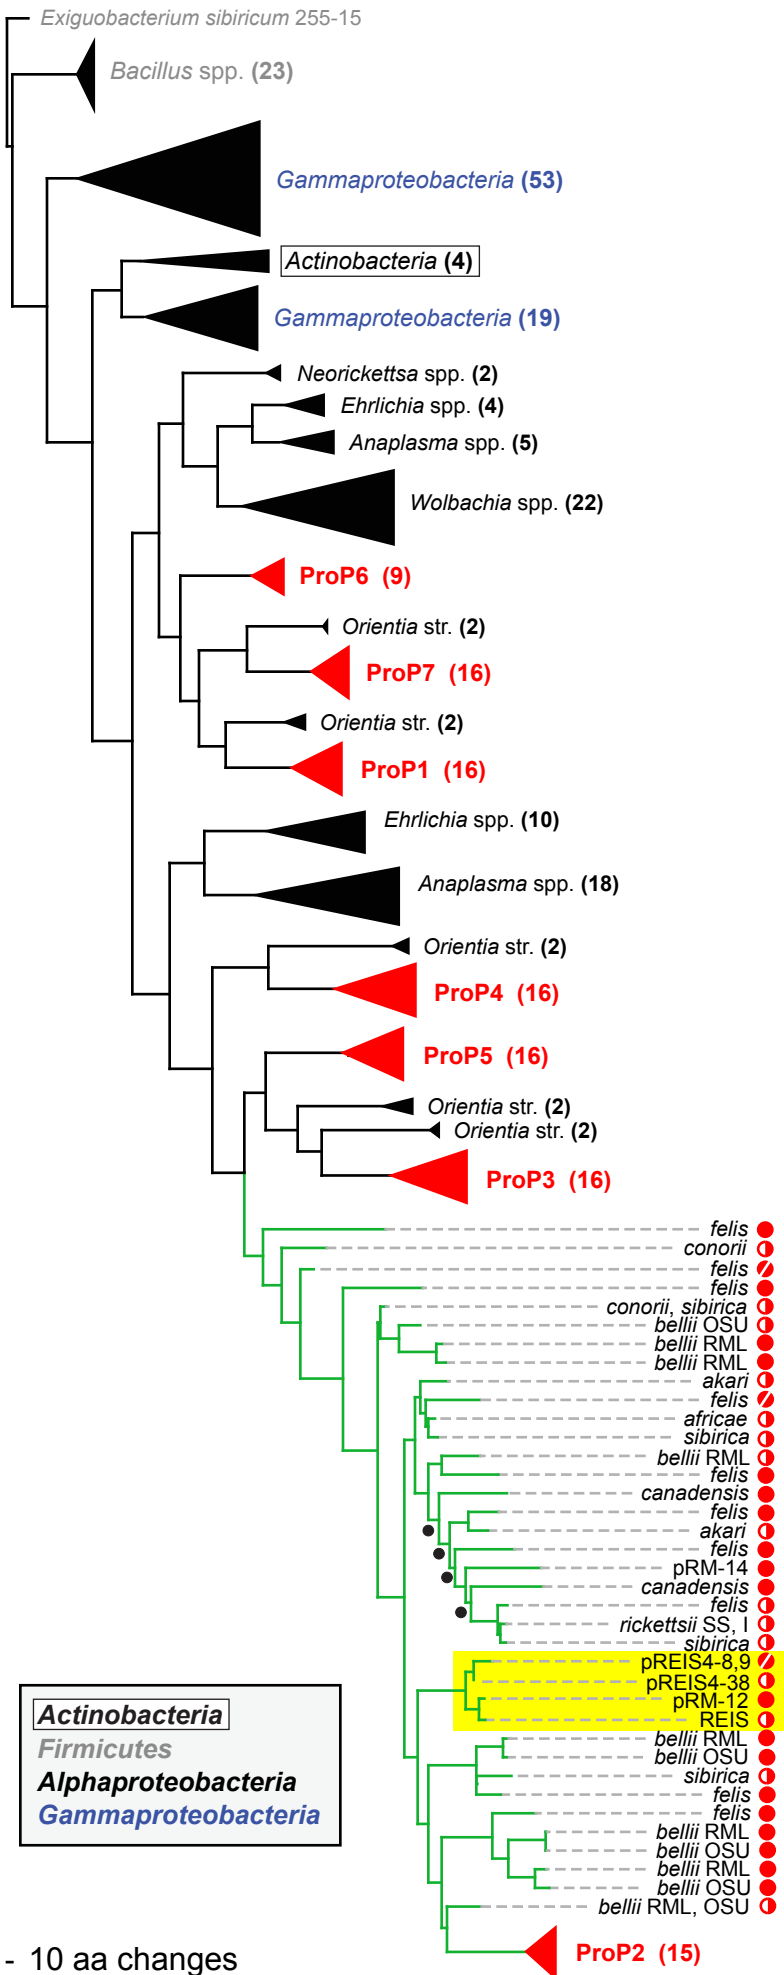 Exiguobacterium sibiricum 255-15
Bacillus spp. (23)
Gammaproteobacteria (53)
Actinobacteria (4)
Gammaproteobacteria (19)
Neorickettsa spp. (2)
Ehrlichia spp. (4)
Anaplasma spp. (5)
Wolbachia spp. (22)
ProP6 (9)
Orientia str. (2)
ProP7 (16)
Orientia str. (2)
ProP1 (16)
Ehrlichia spp. (10)
Anaplasma spp. (18)
Orientia str. (2)
ProP4 (16)
ProP5 (16)
Orientia str. (2)
Orientia str. (2)
ProP3 (16)
felis
conorii
felis
felis
conorii, sibirica
bellii OSU
bellii RML
bellii RML
akari
felis
africae
sibirica
bellii RML
felis
canadensis
felis
akari
felis
pRM-14
canadensis
felis
rickettsii SS, I
sibirica
pREIS4-8,9
pREIS4-38
pRM-12
REIS
bellii RML
bellii OSU
sibirica
felis
felis
bellii RML
bellii OSU
bellii RML
bellii OSU
bellii RML, OSU
ProP2 (15)
Actinobacteria
Firmicutes
Alphaproteobacteria
Gammaproteobacteria
- 10 aa changes